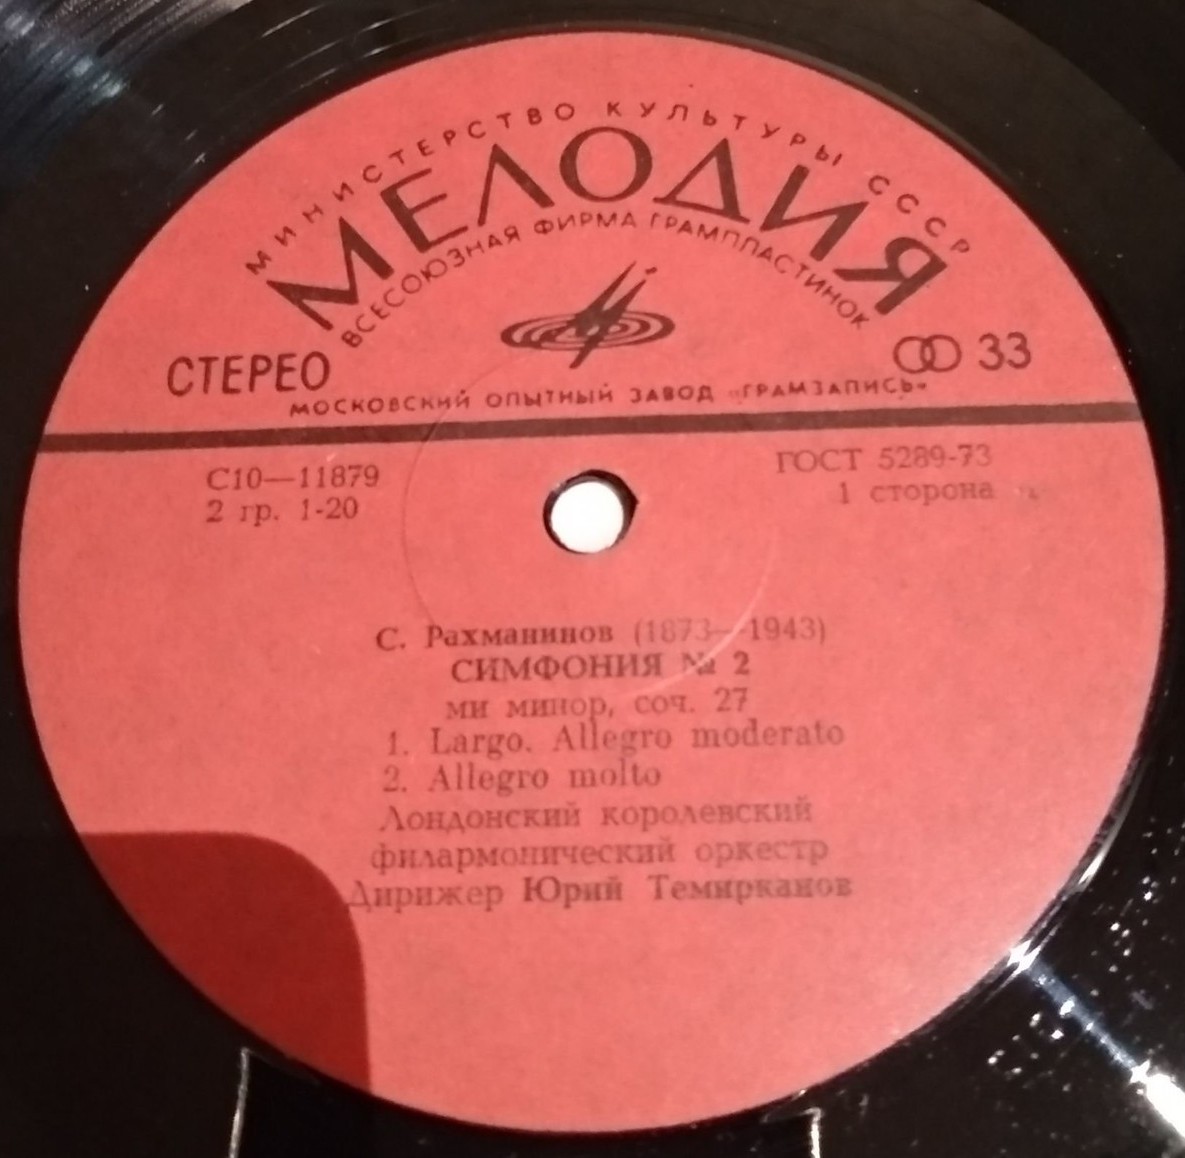 МИНИСТЕРСТВО КУЛЬТУРЫ СССР
МЕЛОДИЯ
ВСЕСОЮЗНАЯ ФИРМА ГРАМПЛАСТИНОК
СТЕРЕО
33
МОСКОВСКИЙ ОПЫТНЫЙ ЗАВОД «ГРАМЗАПИСЬ»
С10—11879
ГОСТ 5289-73
2 гр. 1-20
1 сторона
С. Рахманинов (1873—1943)
СИМФОНИЯ № 2
ми минор, соч. 27
1. Largo. Allegro moderato
2. Allegro molto
Лондонский королевский
филармонический оркестр
Дирижер Юрий Темирканов